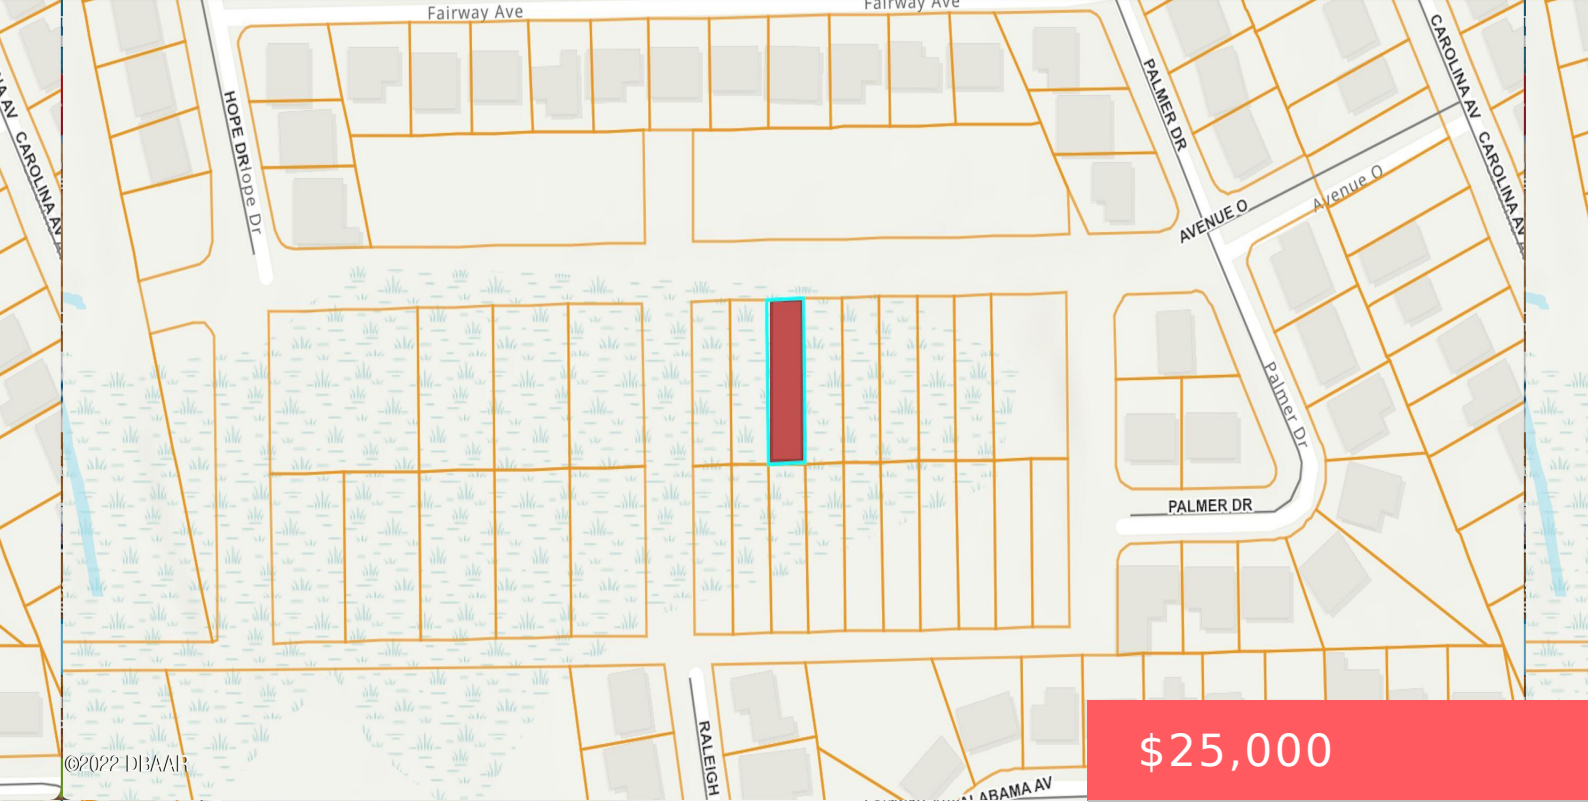 Fairway Ave
Fairway Ave
HOPE DR
Hope Dr
PALMER DR
CAROLINA AV
CAROLINA AV
CAROLINA AV
AVENUE O
Avenue O
Palmer Dr
PALMER DR
RALEIGH
ALABAMA AV
©2022 DBAAR
$25,000